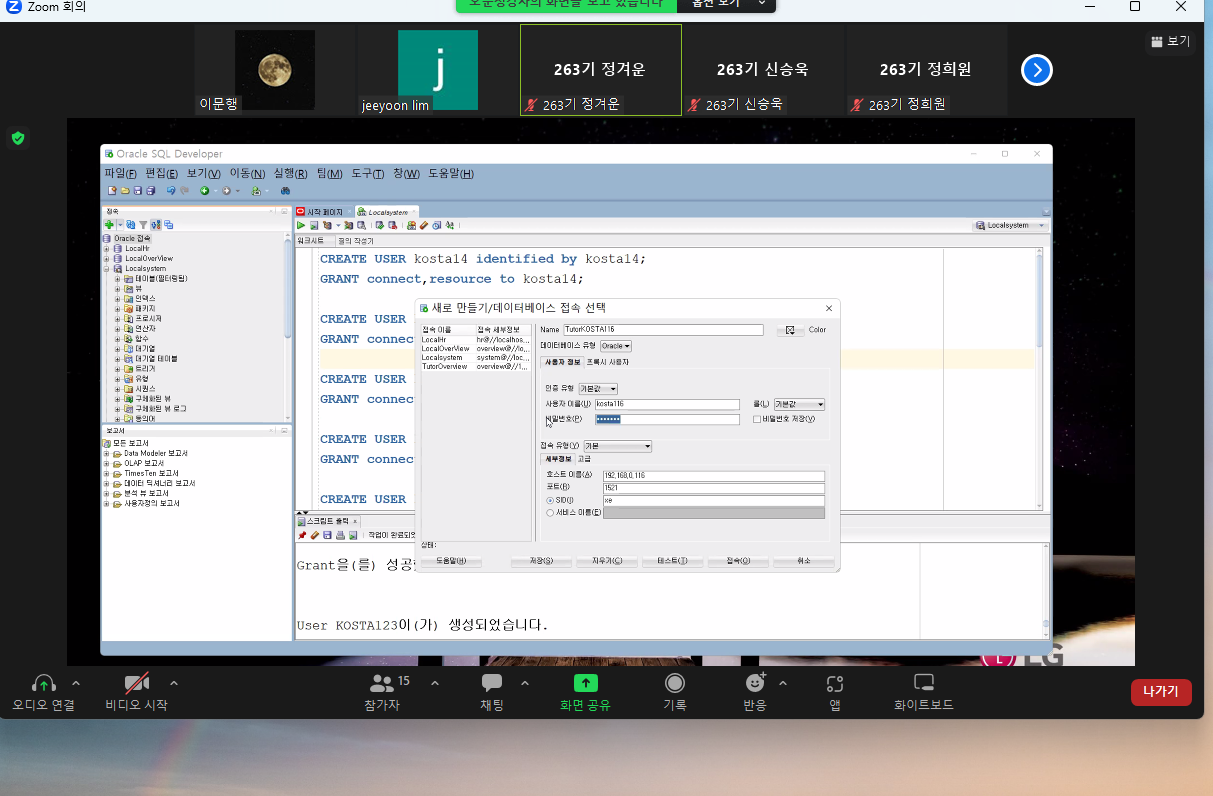 Zoom 회의
오문정강사의 화면을 보고 있습니다
옵션 보기
보기
이문행
j
jeeyoon lim
263기 정겨운
263기 정겨운
263기 신승욱
263기 신승욱
263기 정희원
263기 정희원
Oracle SQL Developer
파일(F) 편집(E) 보기(V) 이동(N) 실행(R) 팀(M) 도구(T) 창(W) 도움말(H)
접속
Oracle 접속
LocalHr
LocalOverView
Localsystem
테이블(필터링됨)
뷰
인덱스
패키지
프로시저
연산자
함수
대기열
대기열 테이블
트리거
유형
시퀀스
구체화된 뷰
구체화된 뷰 로그
동의어
보고서
모든 보고서
Data Modeler 보고서
OLAP 보고서
TimesTen 보고서
데이터 딕셔너리 보고서
분석 뷰 보고서
사용자정의 보고서
시작 페이지
Localsystem
Localsystem
워크시트 질의 작성기
CREATE USER kosta14 identified by kosta14;
GRANT connect,resource to kosta14;
CREATE USER
GRANT connec
CREATE USER
GRANT connec
CREATE USER
GRANT connec
CREATE USER
스크립트 출력
작업이 완료되었
Grant을(를) 성공
User KOSTA123이(가) 생성되었습니다.
새로 만들기/데이터베이스 접속 선택
접속 이름 접속 세부정보
LocalHr hr@//localhos...
LocalOverView overview@//lo...
Localsystem system@//loc...
TutorOverview overview@//1...
Name TutorKOSTA116
Color
데이터베이스 유형 Oracle
사용자 정보 프록시 사용자
인증 유형 기본값
사용자 이름(U) kosta116
롤(L) 기본값
비밀번호(P) •••••••
비밀번호 저장(V)
접속 유형(Y) 기본
세부정보 고급
호스트 이름(A) 192.168.0.116
포트(R) 1521
SID(I) xe
서비스 이름(E)
상태:
도움말(H) 저장(S) 지우기(C) 테스트(T) 접속(O) 취소
LG
오디오 연결
비디오 시작
참가자 15
채팅
화면 공유
기록
반응
앱
화이트보드
나가기